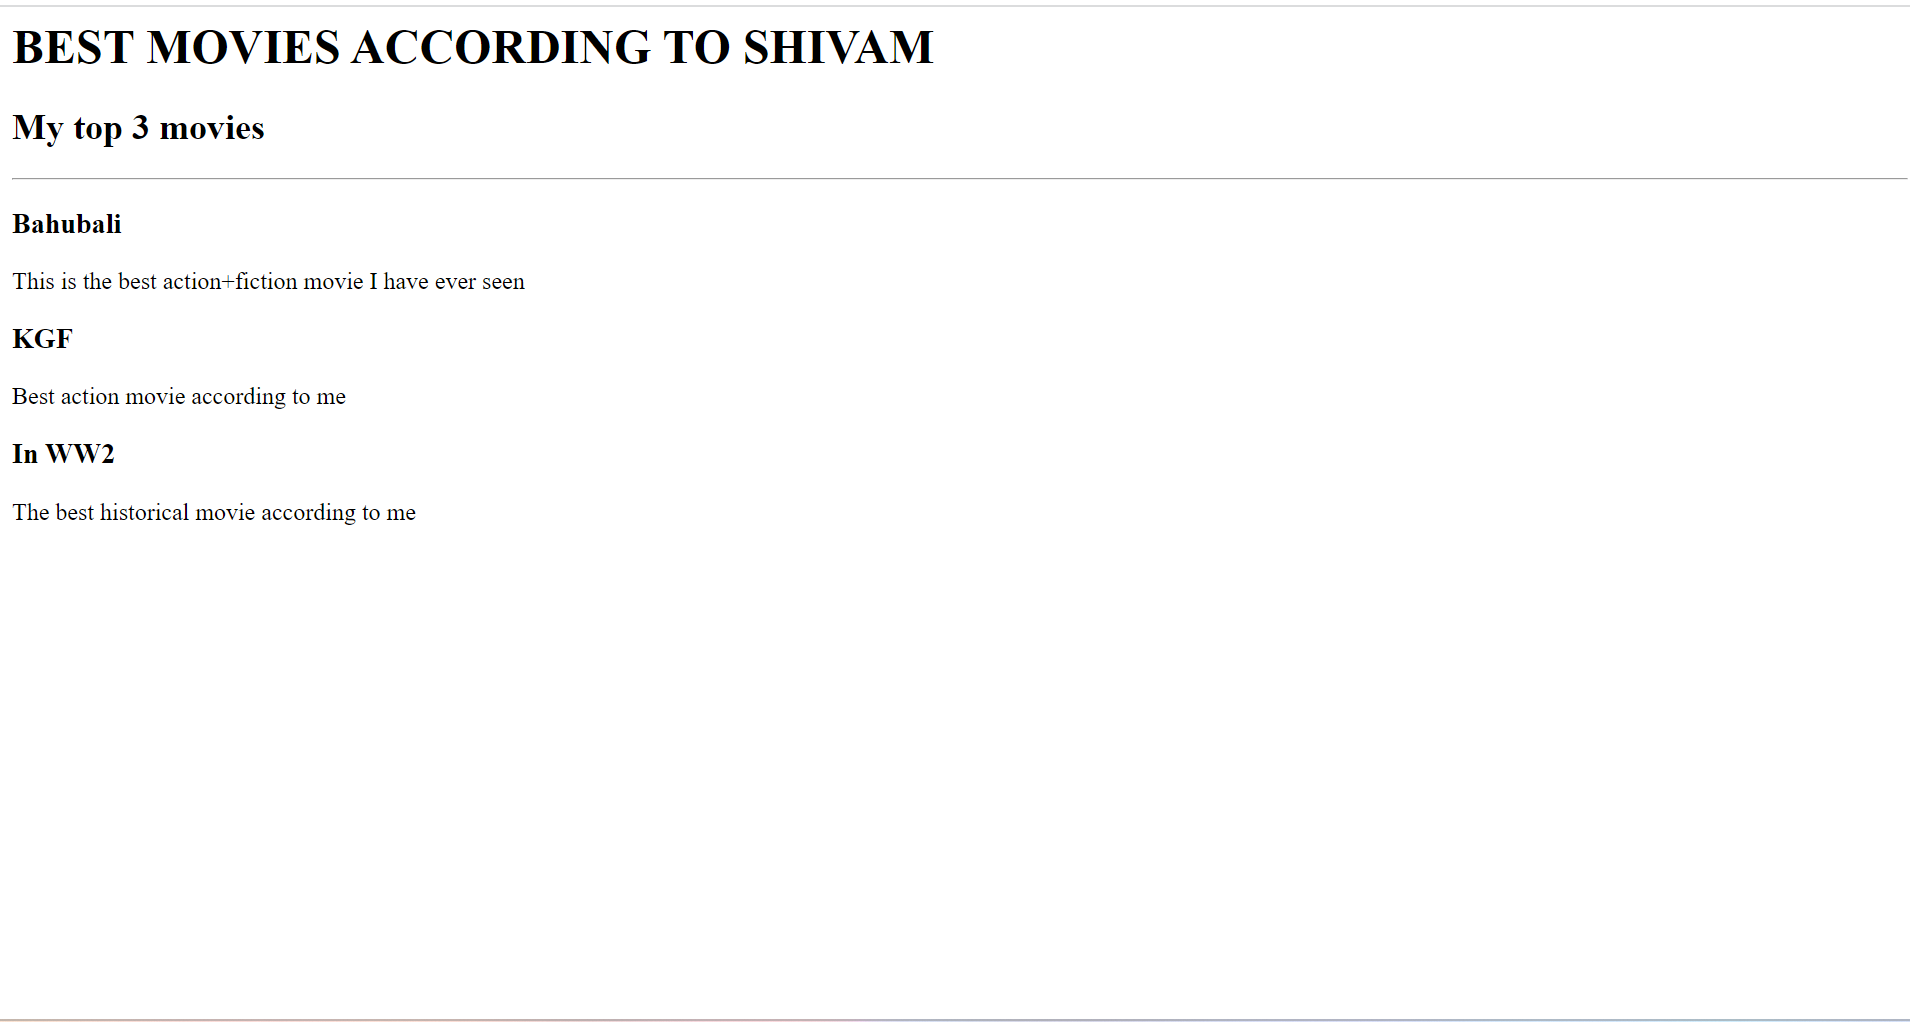 BEST MOVIES ACCORDING TO SHIVAM
My top 3 movies
Bahubali
This is the best action+fiction movie I have ever seen
KGF
Best action movie according to me
In WW2
The best historical movie according to me